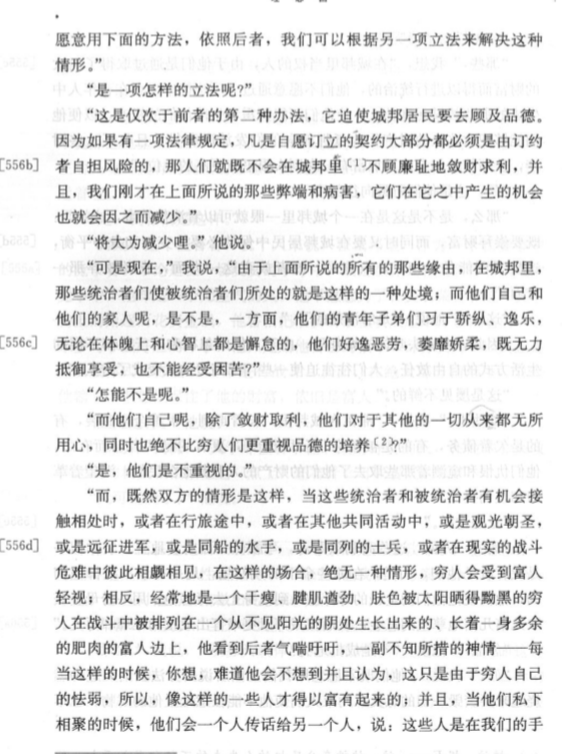 愿意用下面的方法，依照后者，我们可以根据另一项立法来解决这种
情形。”
“是一项怎样的立法呢？”
“这是仅次于前者的第二种办法，它迫使城邦居民要去顾及品德。
因为如果有一项法律规定，凡是自愿订立的契约大部分都必须是由订约
[556b] 者自担风险的，那人们就既不会在城邦里〔1〕不顾廉耻地敛财求利，并
且，我们刚才在上面所说的那些弊端和病害，它们在它之中产生的机会
也就会因之而减少。”
“将大为减少哩。”他说。
“可是现在，”我说，“由于上面所说的所有的那些缘由，在城邦里，
那些统治者们使被统治者们所处的就是这样的一种处境；而他们自己和
他们的家人呢，是不是，一方面，他们的青年子弟们习于骄纵、逸乐，
[556c] 无论在体魄上和心智上都是懈怠的，他们好逸恶劳，萎靡娇柔，既无力
抵御享受，也不能经受困苦？”
“怎能不是呢。”
“而他们自己呢，除了敛财取利，他们对于其他的一切从来都无所
用心，同时也绝不比穷人们更重视品德的培养〔2〕？”
“是，他们是不重视的。”
“而，既然双方的情形是这样，当这些统治者和被统治者有机会接
触相处时，或者在行旅途中，或者在其他共同活动中，或是观光朝圣，
[556d] 或是远征进军，或是同船的水手，或是同列的士兵，或者在现实的战斗
危难中彼此相觑相见，在这样的场合，绝无一种情形，穷人会受到富人
轻视；相反，经常地是一个干瘦、腱肌遒劲、肤色被太阳晒得黝黑的穷
人在战斗中被排列在一个从不见阳光的阴处生长出来的、长着一身多余
的肥肉的富人边上，他看到后者气喘吁吁，一副不知所措的神情——每
当这样的时候，你想，难道他会不想到并且认为，这只是由于穷人自己
的怯弱，所以，像这样的一些人才得以富有起来的；并且，当他们私下
相聚的时候，他们会一个人传话给另一个人，说：这些人是在我们的手